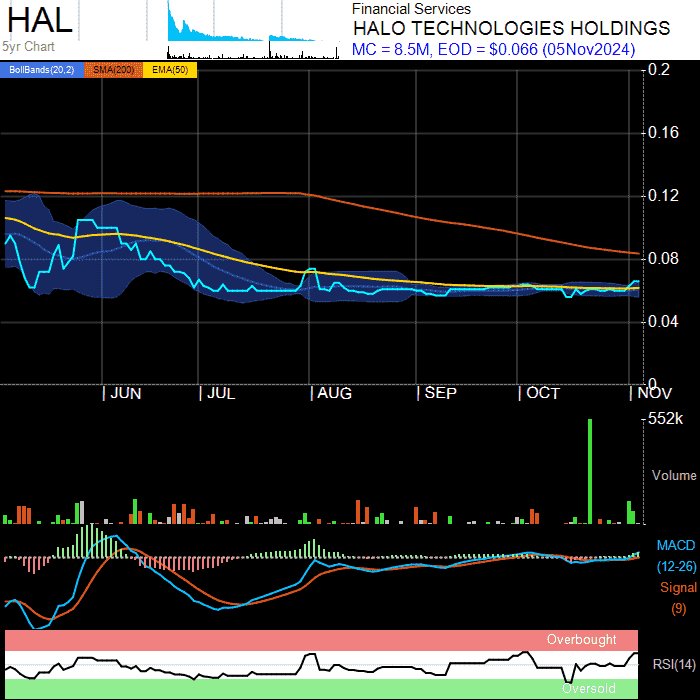 HAL
5yr Chart
Financial Services
HALO TECHNOLOGIES HOLDINGS
MC = 8.5M, EOD = $0.066 (05Nov2024)
BollBands(20,2) SMA(200) EMA(50)
0.2
0.16
0.12
0.08
0.04
0
JUN JUL AUG SEP OCT NOV
552k
Volume
MACD
(12-26)
Signal
(9)
Overbought
RSI(14)
Oversold